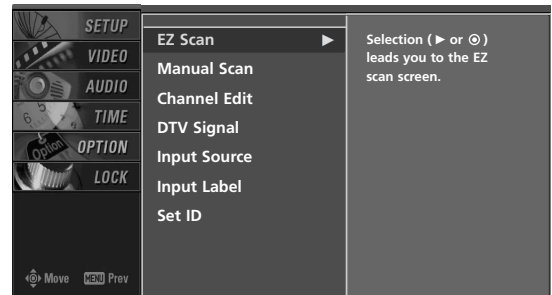 SETUP
VIDEO
AUDIO
TIME
OPTION
LOCK
Move MENU Prev
EZ Scan ►
Manual Scan
Channel Edit
DTV Signal
Input Source
Input Label
Set ID
Selection ( ► or ⊙ )
leads you to the EZ
scan screen.